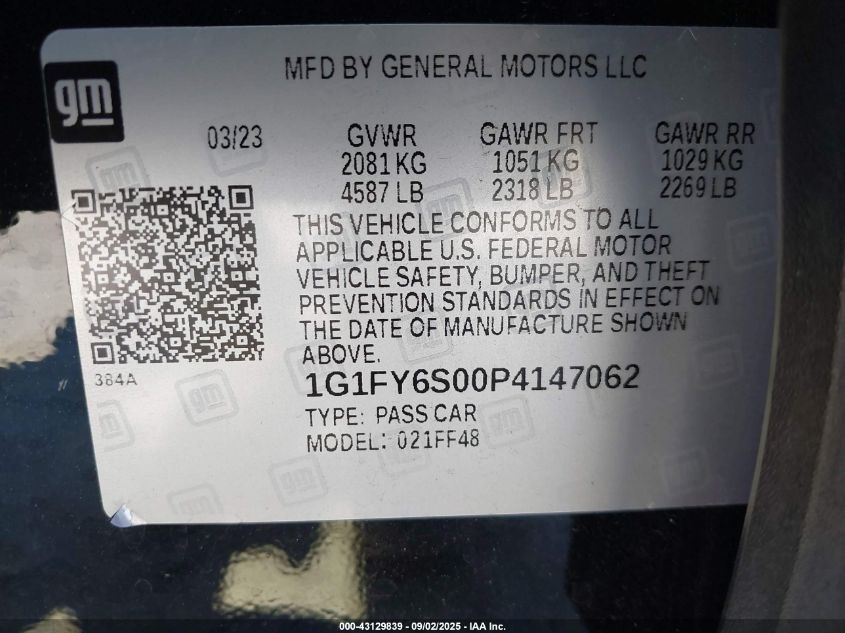 MFD BY GENERAL MOTORS LLC
gm
03/23 GVWR GAWR FRT GAWR RR
2081 KG 1051 KG 1029 KG
4587 LB 2318 LB 2269 LB
THIS VEHICLE CONFORMS TO ALL
APPLICABLE U.S. FEDERAL MOTOR
VEHICLE SAFETY, BUMPER, AND THEFT
PREVENTION STANDARDS IN EFFECT ON
THE DATE OF MANUFACTURE SHOWN
ABOVE.
384A
1G1FY6S00P4147062
TYPE: PASS CAR
MODEL: 021FF48
000-43129839 - 09/02/2025 - IAA Inc.